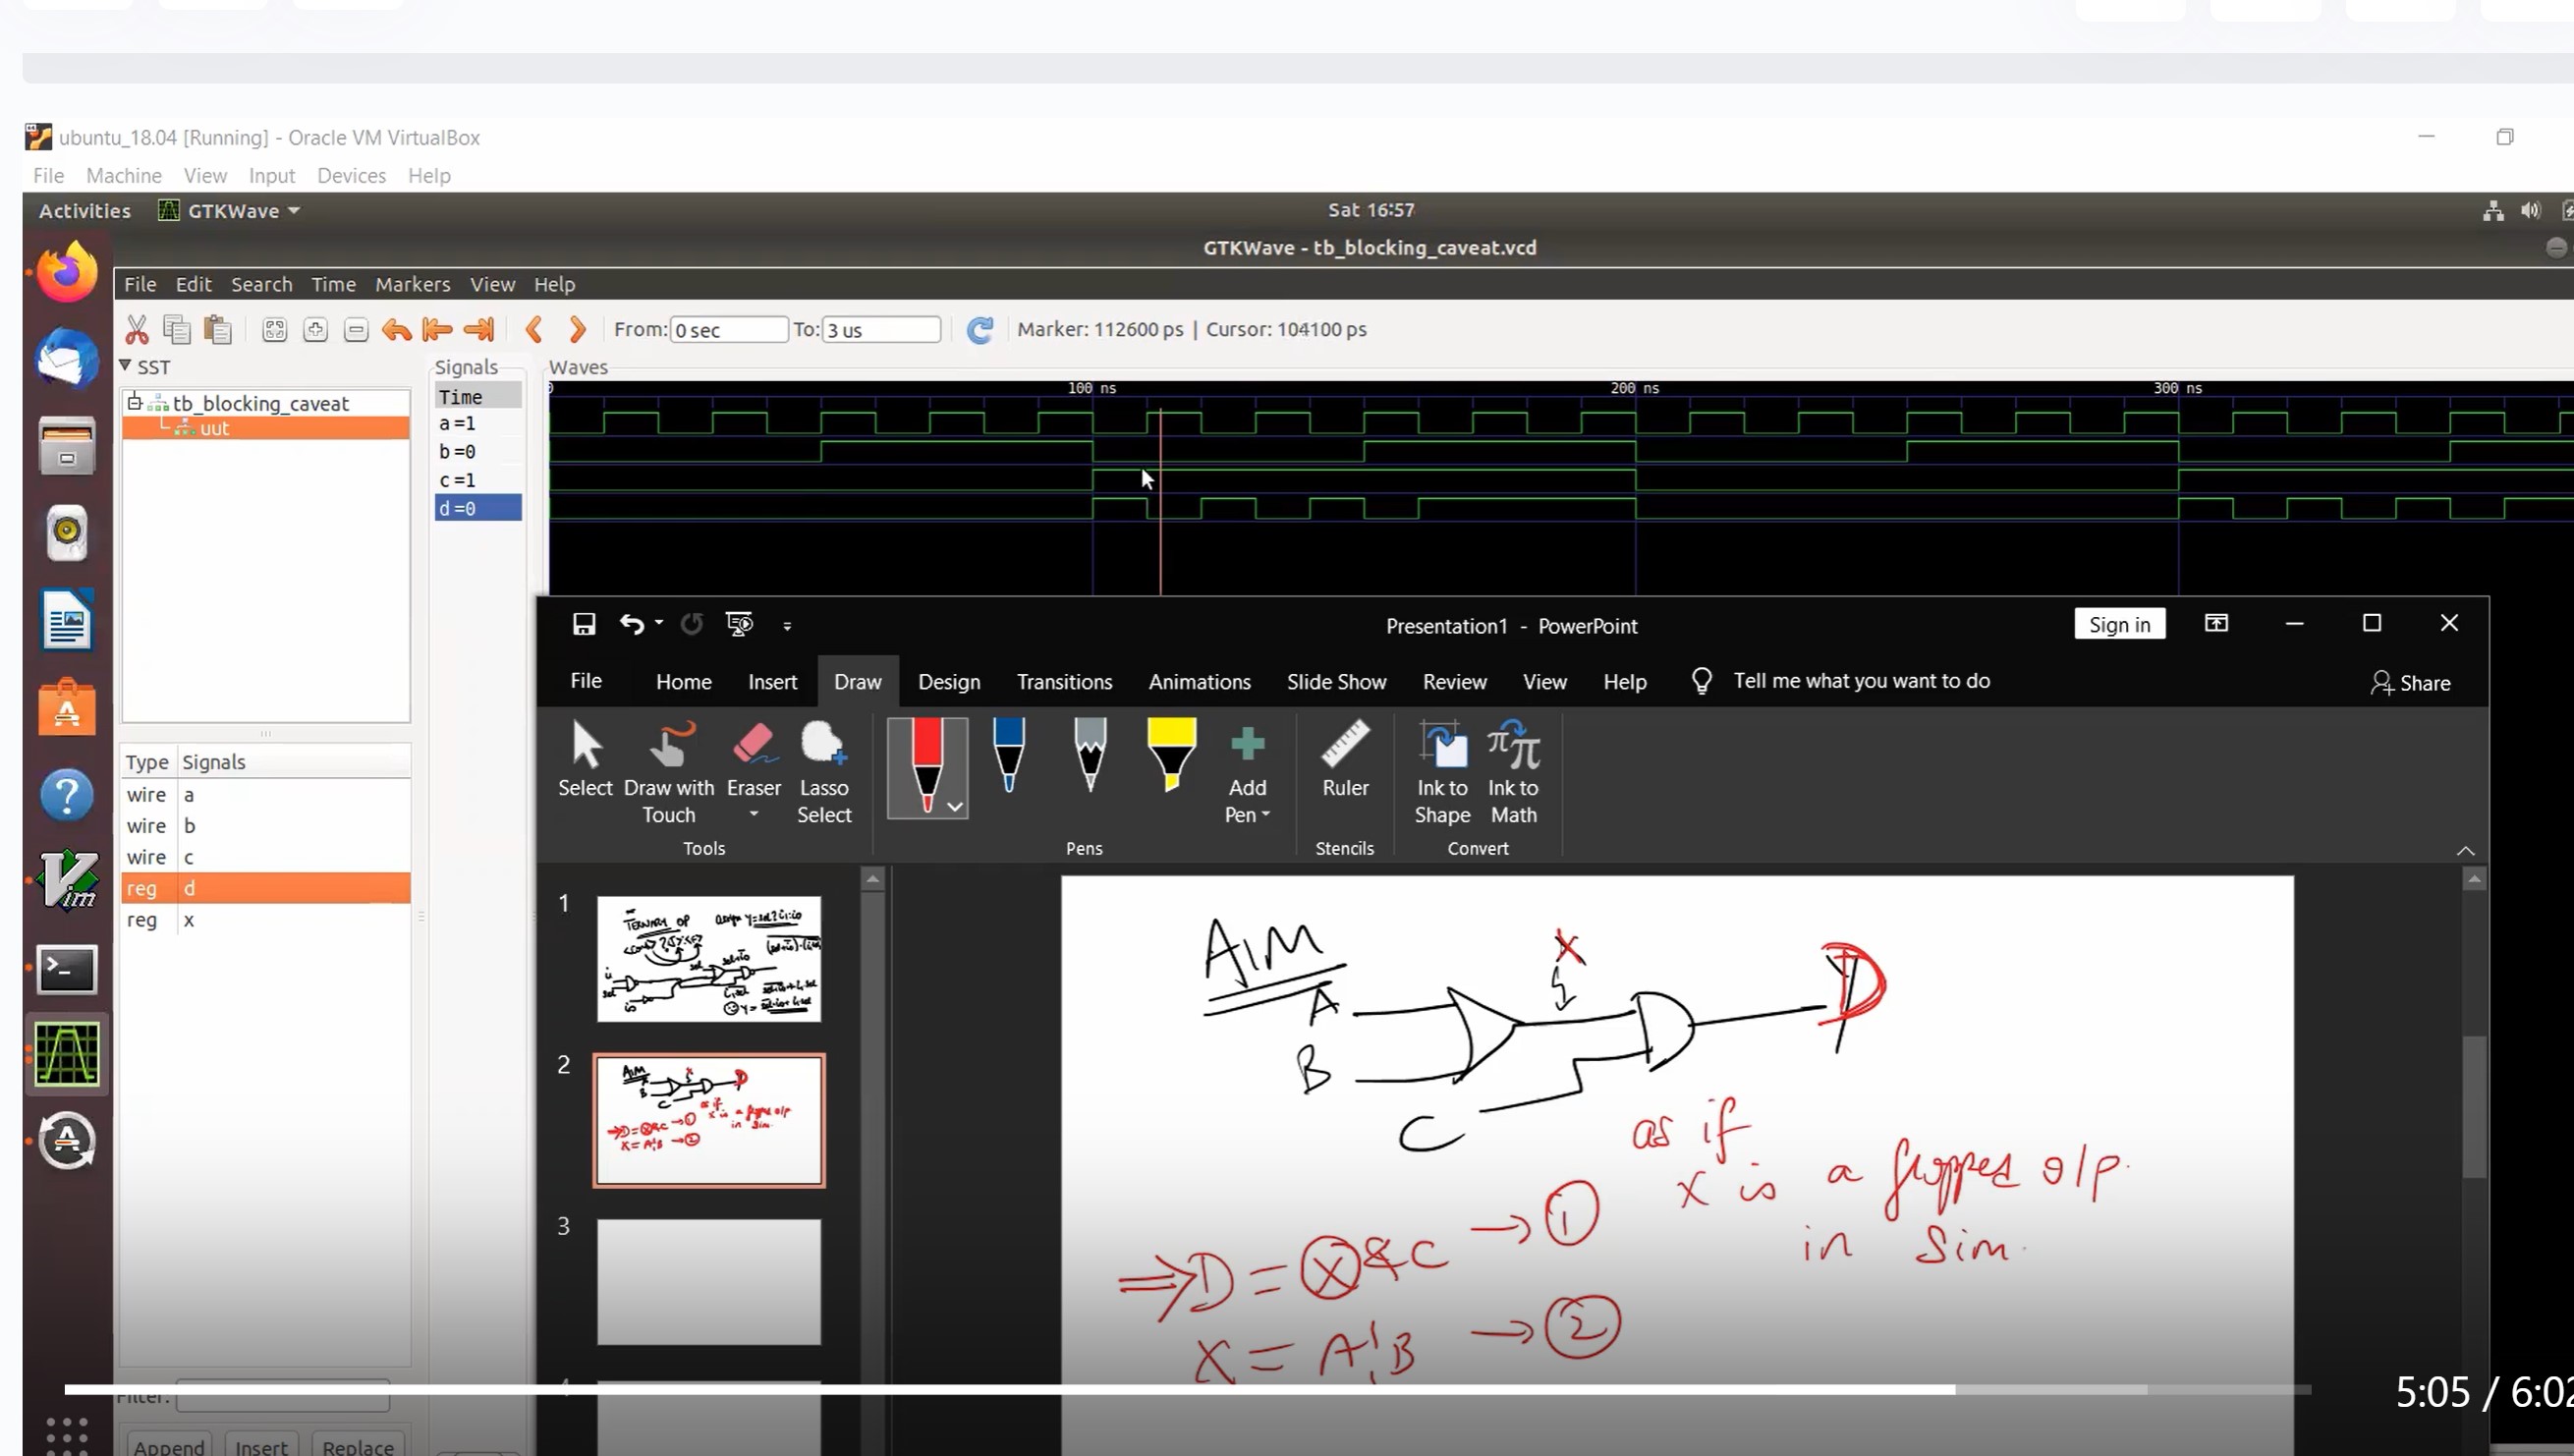 ubuntu_18.04 [Running] - Oracle VM VirtualBox
File Machine View Input Devices Help
Activities GTKWave Sat 16:57
GTKWave - tb_blocking_caveat.vcd
File Edit Search Time Markers View Help
From: 0 sec To: 3 us Marker: 112600 ps | Cursor: 104100 ps
SST
tb_blocking_caveat
uut
Type Signals
wire a
wire b
wire c
reg d
reg x
Filter:
Append Insert Replace
Signals
Time
a=1
b=0
c=1
d=0
Waves
0 100 ns 200 ns 300 ns
Presentation1 - PowerPoint
Sign in
File Home Insert Draw Design Transitions Animations Slide Show Review View Help Tell me what you want to do Share
Select Draw with Touch Eraser Lasso Select
Add Pen
Ruler
Ink to Shape Ink to Math
Tools Pens Stencils Convert
1
TERNARY OP
2
AIM
3
4
AIM
A
B
C
X
D
as if
X is a flopped o/p.
in Sim.
⇒ D = X & C → 1
X = A | B → 2
5:05 / 6:02